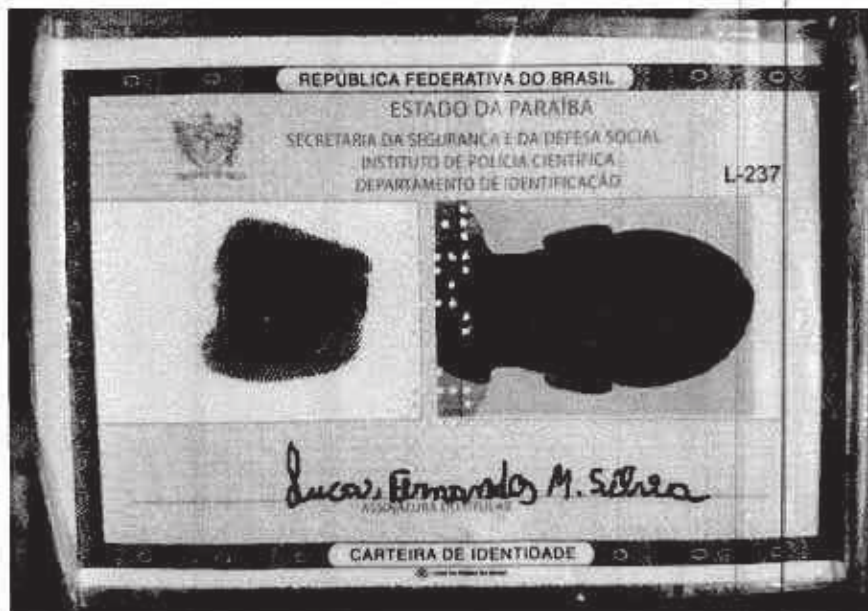 REPÚBLICA FEDERATIVA DO BRASIL
ESTADO DA PARAÍBA
SECRETARIA DA SEGURANÇA E DA DEFESA SOCIAL
INSTITUTO DE POLÍCIA CIENTÍFICA
DEPARTAMENTO DE IDENTIFICAÇÃO
L-237
Lucas Fernandes M. Silva
ASSINATURA DO TITULAR
CARTEIRA DE IDENTIDADE